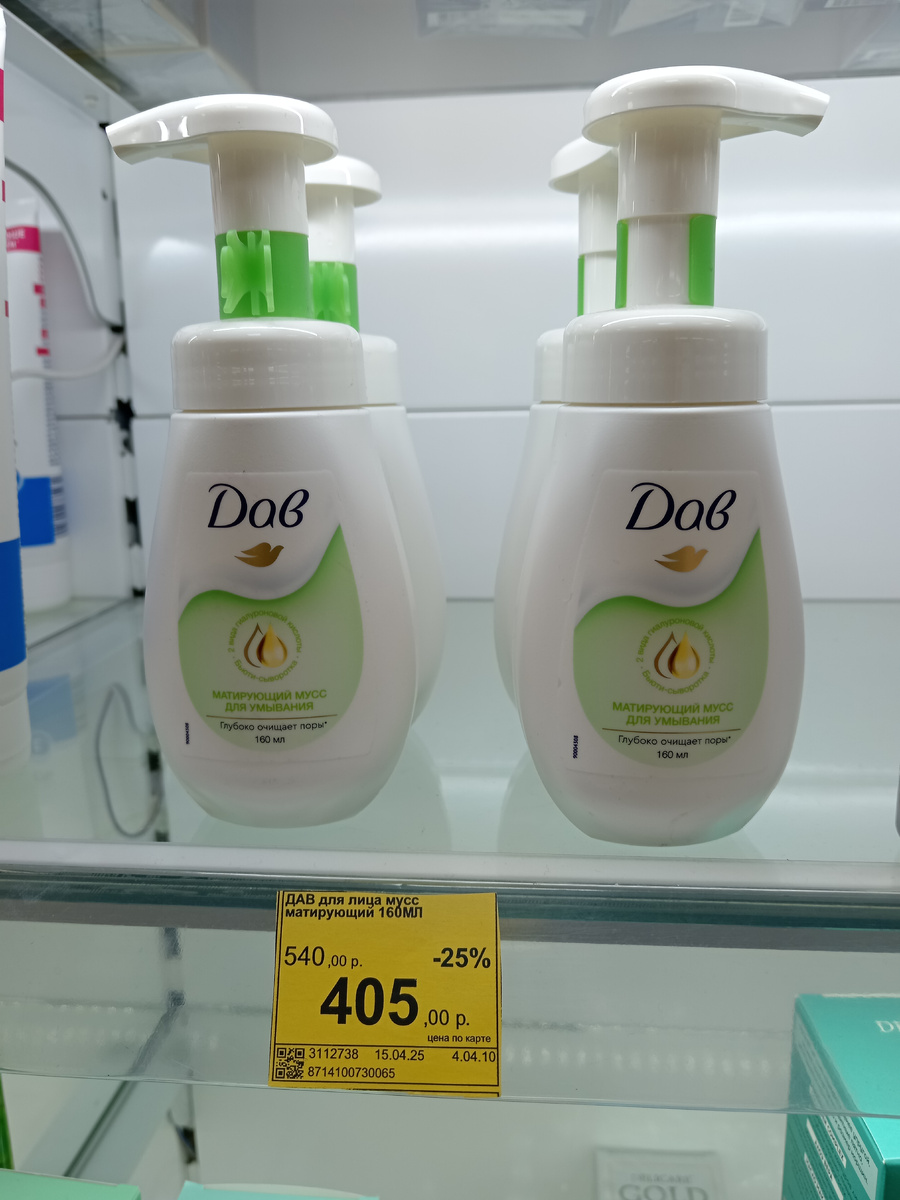 Дав
2 вида гиалуроновой кислоты
Бьюти-сыворотка
МАТИРУЮЩИЙ МУСС
ДЛЯ УМЫВАНИЯ
Глубоко очищает поры*
160 мл
Дав
2 вида гиалуроновой кислоты
Бьюти-сыворотка
МАТИРУЮЩИЙ МУСС
ДЛЯ УМЫВАНИЯ
Глубоко очищает поры*
160 мл
ДАВ для лица мусс
матирующий 160МЛ
540,00 р. -25%
405,00 р.
цена по карте
3112738 15.04.25 4.04.10
8714100730065
GOLD